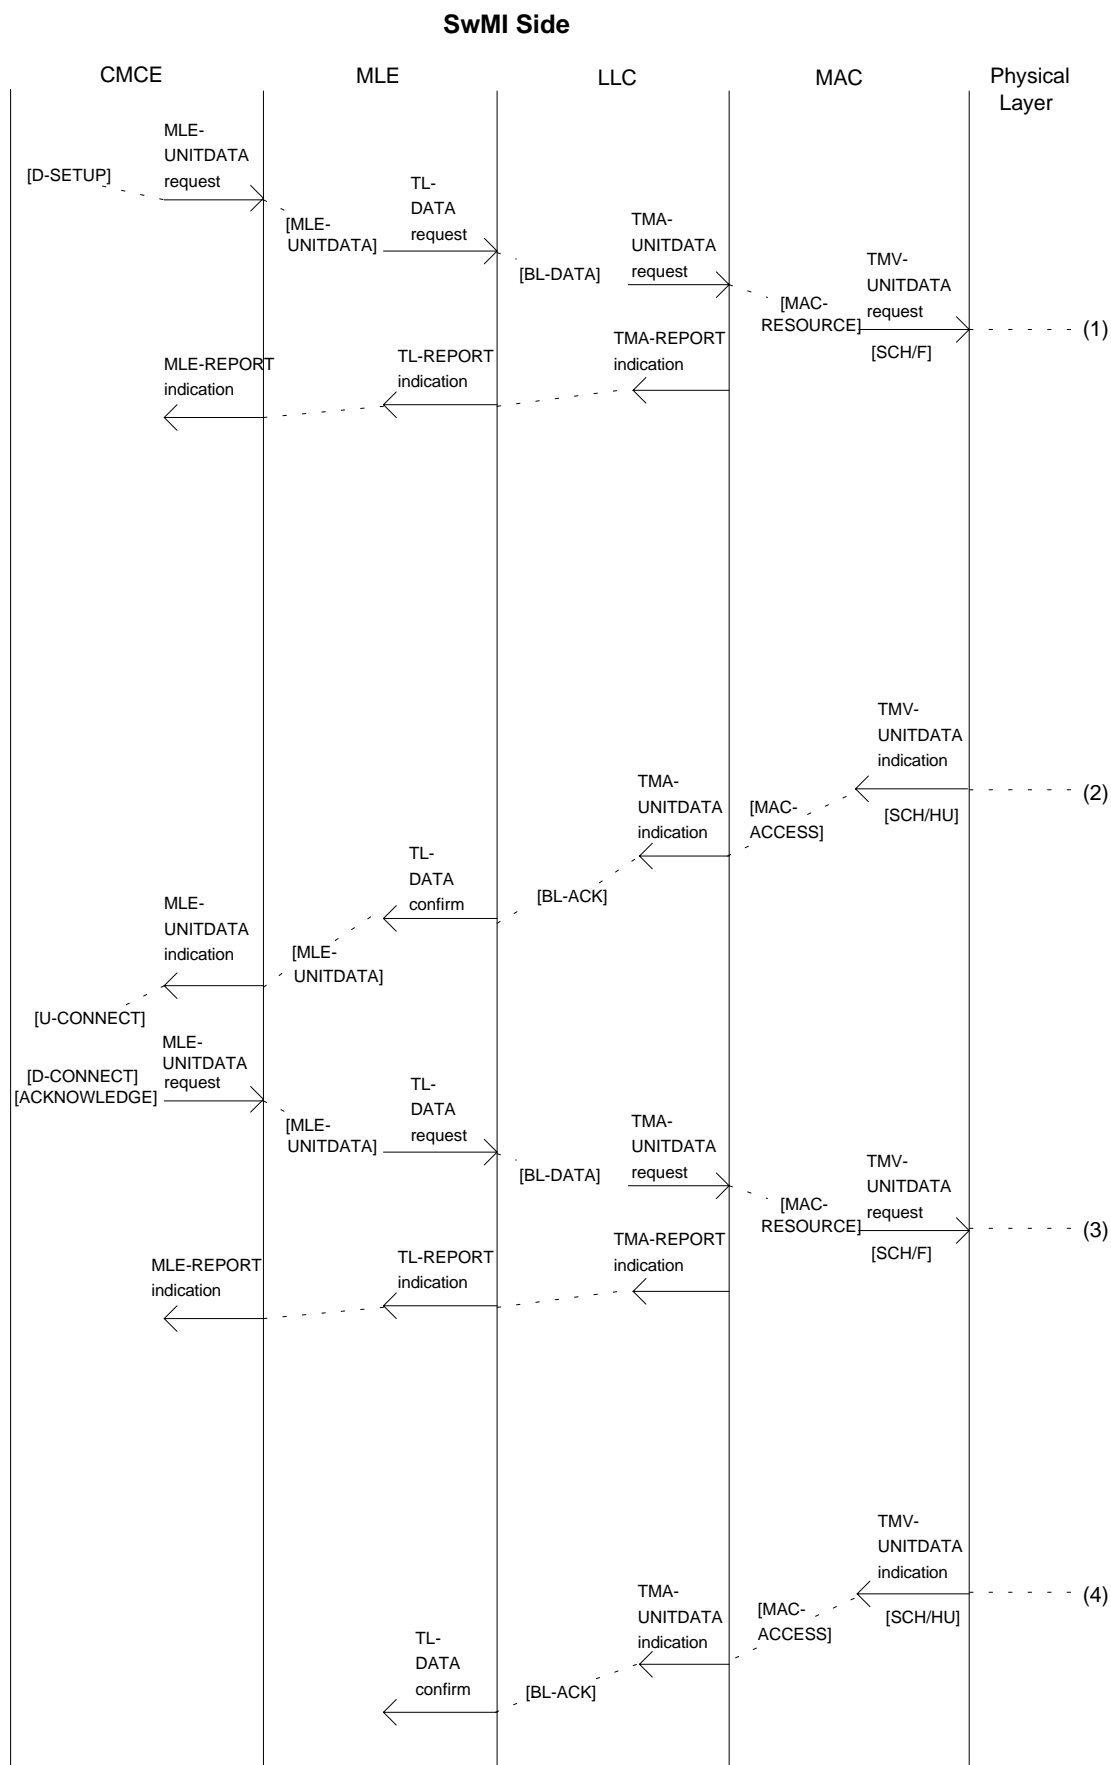 SwMI Side
CMCE
MLE
LLC
MAC
Physical
Layer
MLE-
UNITDATA
request
[D-SETUP]
TL-
DATA
request
[MLE-
UNITDATA]
TMA-
UNITDATA
request
[BL-DATA]
TMV-
UNITDATA
request
[MAC-
RESOURCE]
[SCH/F]
(1)
MLE-REPORT
indication
TL-REPORT
indication
TMA-REPORT
indication
TMV-
UNITDATA
indication
[SCH/HU]
(2)
TMA-
UNITDATA
indication
[MAC-
ACCESS]
TL-
DATA
confirm
[BL-ACK]
MLE-
UNITDATA
indication
[MLE-
UNITDATA]
[U-CONNECT]
MLE-
UNITDATA
request
[D-CONNECT]
[ACKNOWLEDGE]
TL-
DATA
request
[MLE-
UNITDATA]
TMA-
UNITDATA
request
[BL-DATA]
TMV-
UNITDATA
request
[MAC-
RESOURCE]
[SCH/F]
(3)
MLE-REPORT
indication
TL-REPORT
indication
TMA-REPORT
indication
TMV-
UNITDATA
indication
[SCH/HU]
(4)
TMA-
UNITDATA
indication
[MAC-
ACCESS]
TL-
DATA
confirm
[BL-ACK]